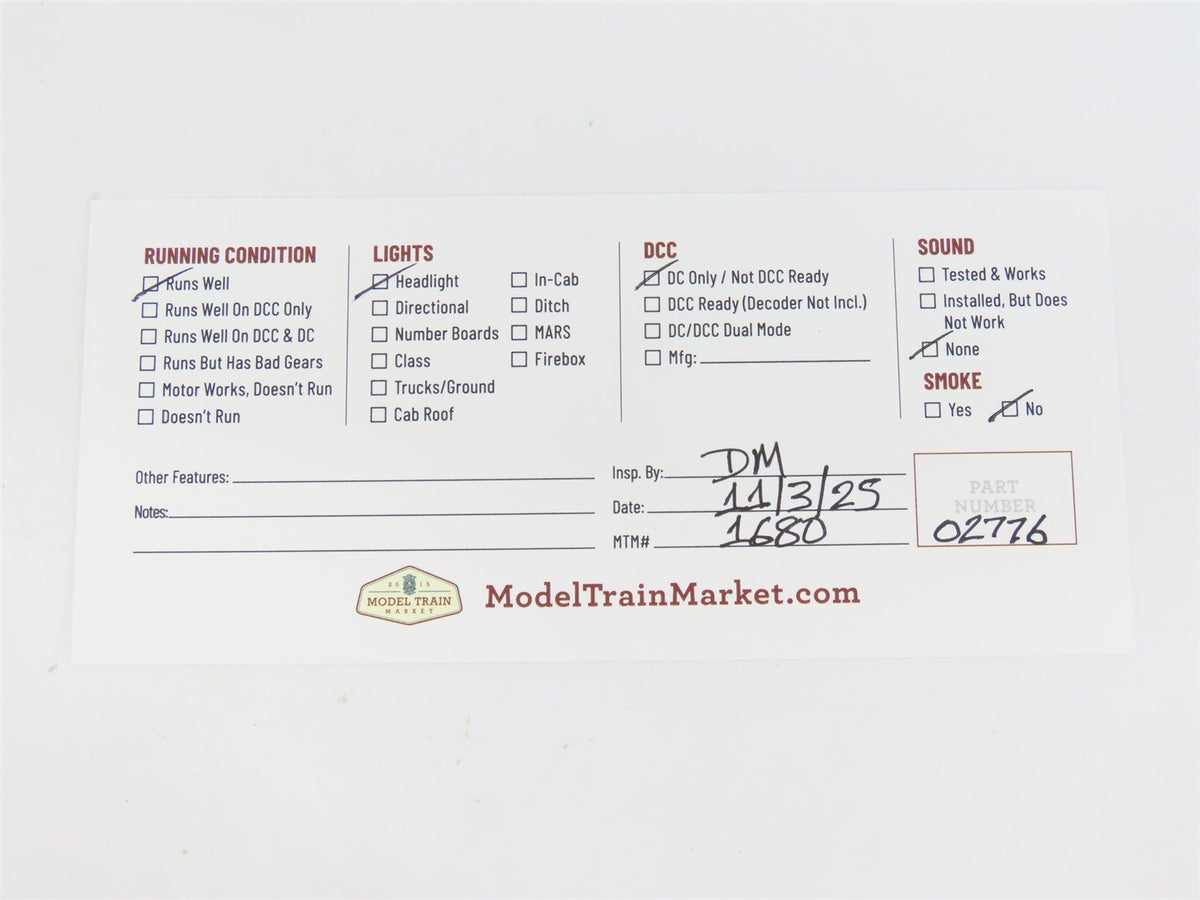 RUNNING CONDITION
Runs Well
Runs Well On DCC Only
Runs Well On DCC & DC
Runs But Has Bad Gears
Motor Works, Doesn't Run
Doesn't Run
LIGHTS
Headlight
Directional
Number Boards
Class
Trucks/Ground
Cab Roof
In-Cab
Ditch
MARS
Firebox
DCC
DC Only / Not DCC Ready
DCC Ready (Decoder Not Incl.)
DC/DCC Dual Mode
Mfg:
SOUND
Tested & Works
Installed, But Does
Not Work
None
SMOKE
Yes No
Other Features:
Notes:
Insp. By: DM
Date: 11/3/25
MTM# 1680
PART
NUMBER
02776
2015
MODEL TRAIN
MARKET
ModelTrainMarket.com